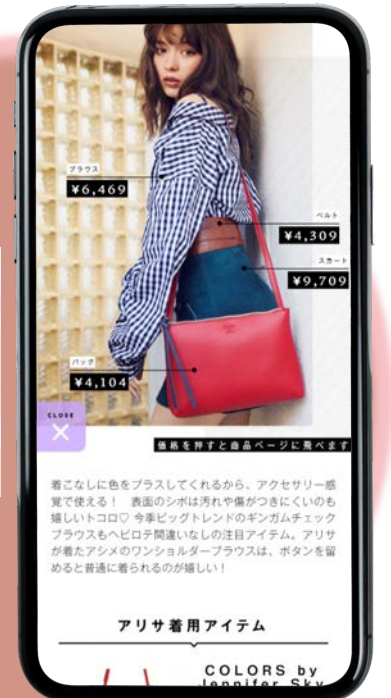 ブラウス
¥6,469
ベルト
¥4,309
スカート
¥9,709
バッグ
¥4,104
CLOSE
価格を押すと商品ページに飛べます
着こなしに色をプラスしてくれるから、アクセサリー感
覚で使える！　表面のシボは汚れや傷がつきにくいのも
嬉しいトコロ♡ 今季ビッグトレンドのギンガムチェック
ブラウスもヘビロテ間違いなしの注目アイテム。アリサ
が着たアシメのワンショルダーブラウスは、ボタンを留
めると普通に着られるのが嬉しい！
アリサ着用アイテム
COLORS by
Jennifer Sky